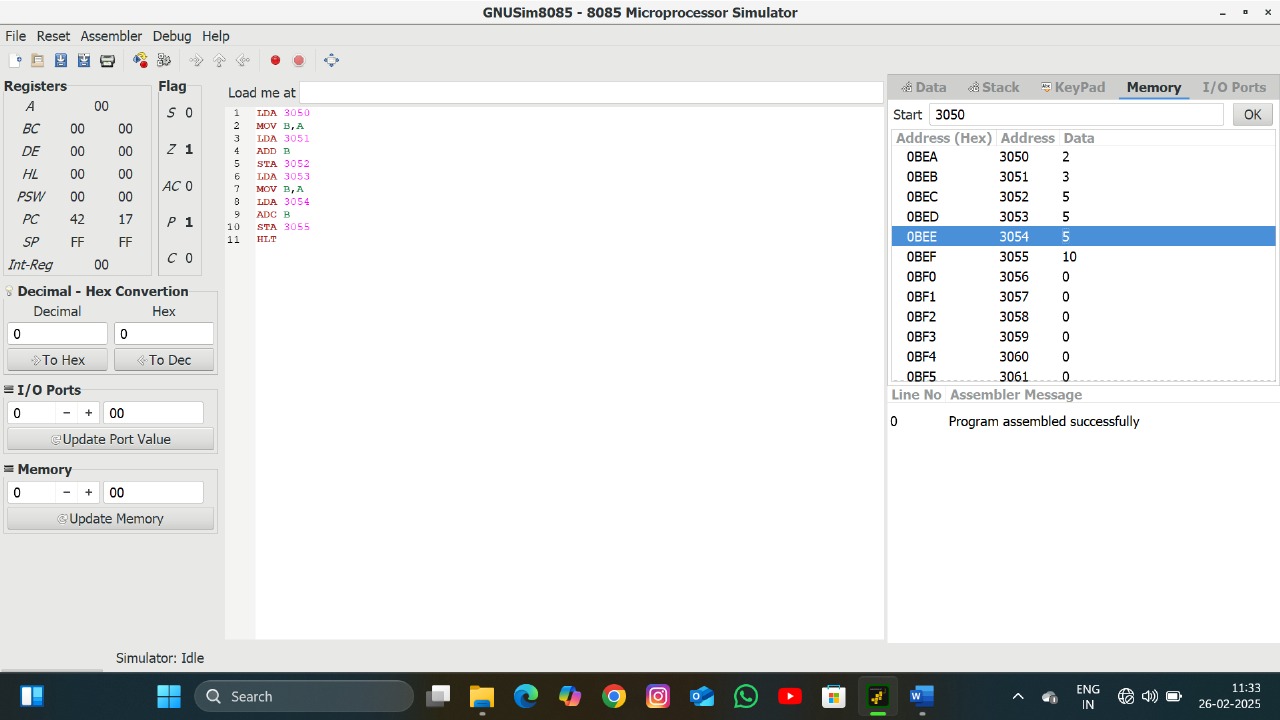 GNUSim8085 - 8085 Microprocessor Simulator
File Reset Assembler Debug Help
Registers
A 00
BC 00 00
DE 00 00
HL 00 00
PSW 00 00
PC 42 17
SP FF FF
Int-Reg 00
Flag
S 0
Z 1
AC 0
P 1
C 0
Decimal - Hex Convertion
Decimal Hex
0 0
To Hex To Dec
I/O Ports
0 − + 00
Update Port Value
Memory
0 − + 00
Update Memory
Load me at
1 LDA 3050
2 MOV B,A
3 LDA 3051
4 ADD B
5 STA 3052
6 LDA 3053
7 MOV B,A
8 LDA 3054
9 ADC B
10 STA 3055
11 HLT
Data Stack KeyPad Memory I/O Ports
Start 3050 OK
Address (Hex) Address Data
0BEA 3050 2
0BEB 3051 3
0BEC 3052 5
0BED 3053 5
0BEE 3054 5
0BEF 3055 10
0BF0 3056 0
0BF1 3057 0
0BF2 3058 0
0BF3 3059 0
0BF4 3060 0
0BF5 3061 0
Line No Assembler Message
0 Program assembled successfully
Simulator: Idle
Search
ENG
IN
11:33
26-02-2025